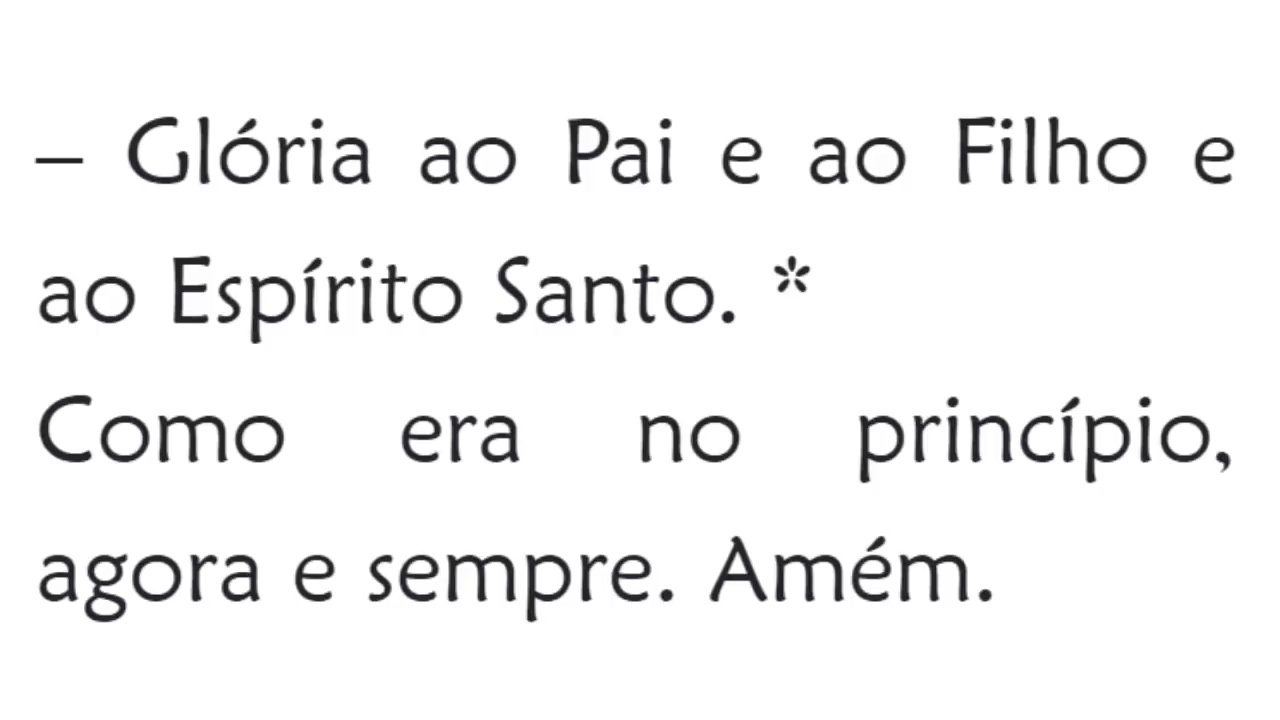 – Glória ao Pai e ao Filho e
ao Espírito Santo. *
Como era no princípio,
agora e sempre. Amém.